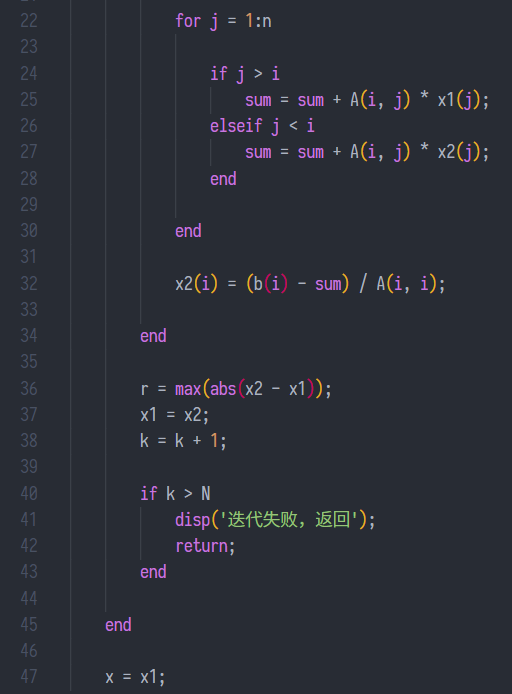 22 for j = 1:n
23
24 if j > i
25 sum = sum + A(i, j) * x1(j);
26 elseif j < i
27 sum = sum + A(i, j) * x2(j);
28 end
29
30 end
31
32 x2(i) = (b(i) - sum) / A(i, i);
33
34 end
35
36 r = max(abs(x2 - x1));
37 x1 = x2;
38 k = k + 1;
39
40 if k > N
41 disp('迭代失败，返回');
42 return;
43 end
44
45 end
46
47 x = x1;